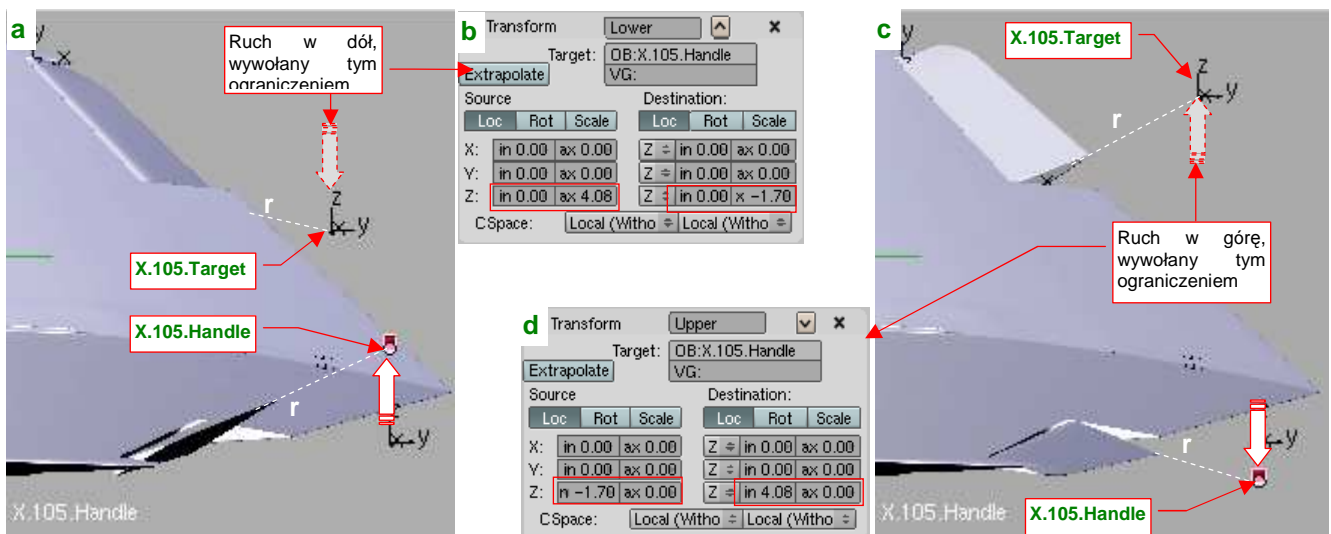 a
y
x
Ruch w dół,
wywołany tym
ograniczeniem
z
y
r
X.105.Target
X.105.Handle
r
y
X.105.Handle
b
Transform Lower
Target: OB:X.105.Handle
Extrapolate VG:
Source Destination:
Loc Rot Scale Loc Rot Scale
X: in 0.00 ax 0.00 Z in 0.00 ax 0.00
Y: in 0.00 ax 0.00 Z in 0.00 ax 0.00
Z: in 0.00 ax 4.08 Z in 0.00 x -1.70
CSpace: Local (Witho Local (Witho
d
Transform Upper
Target: OB:X.105.Handle
Extrapolate VG:
Source Destination:
Loc Rot Scale Loc Rot Scale
X: in 0.00 ax 0.00 Z in 0.00 ax 0.00
Y: in 0.00 ax 0.00 Z in 0.00 ax 0.00
Z: n -1.70 ax 0.00 Z in 4.08 ax 0.00
CSpace: Local (Witho Local (Witho
c
y
X.105.Target
z
y
r
Ruch w górę,
wywołany tym
ograniczeniem
y
r
X.105.Handle
X.105.Handle